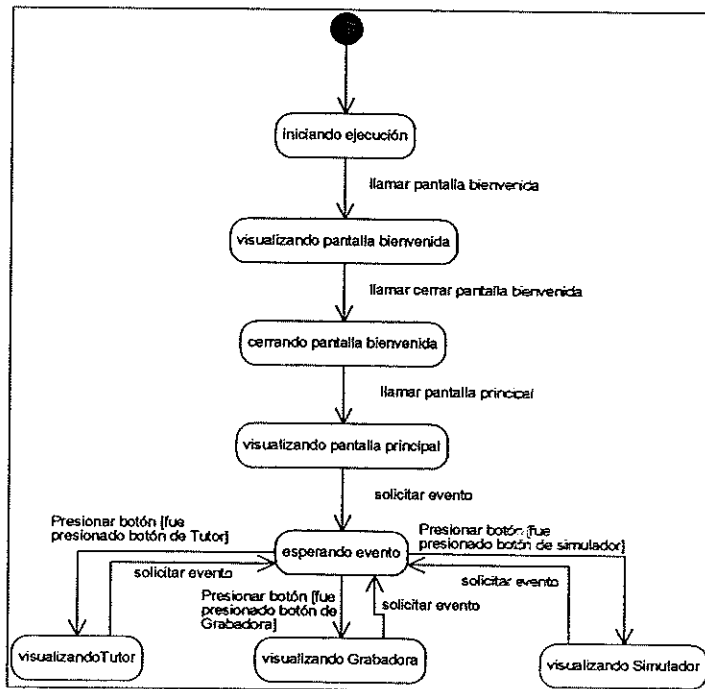 iniciando ejecución
llamar pantalla bienvenida
visualizando pantalla bienvenida
llamar cerrar pantalla bienvenida
cerrando pantalla bienvenida
llamar pantalla principal
visualizando pantalla principal
solicitar evento
Presionar botón [fue
presionado botón de Tutor]
esperando evento
Presionar botón [fue
presionado botón de simulador]
solicitar evento
Presionar botón [fue
presionado botón de
Grabadora]
solicitar evento
solicitar evento
visualizandoTutor
visualizando Grabadora
visualizando Simulador